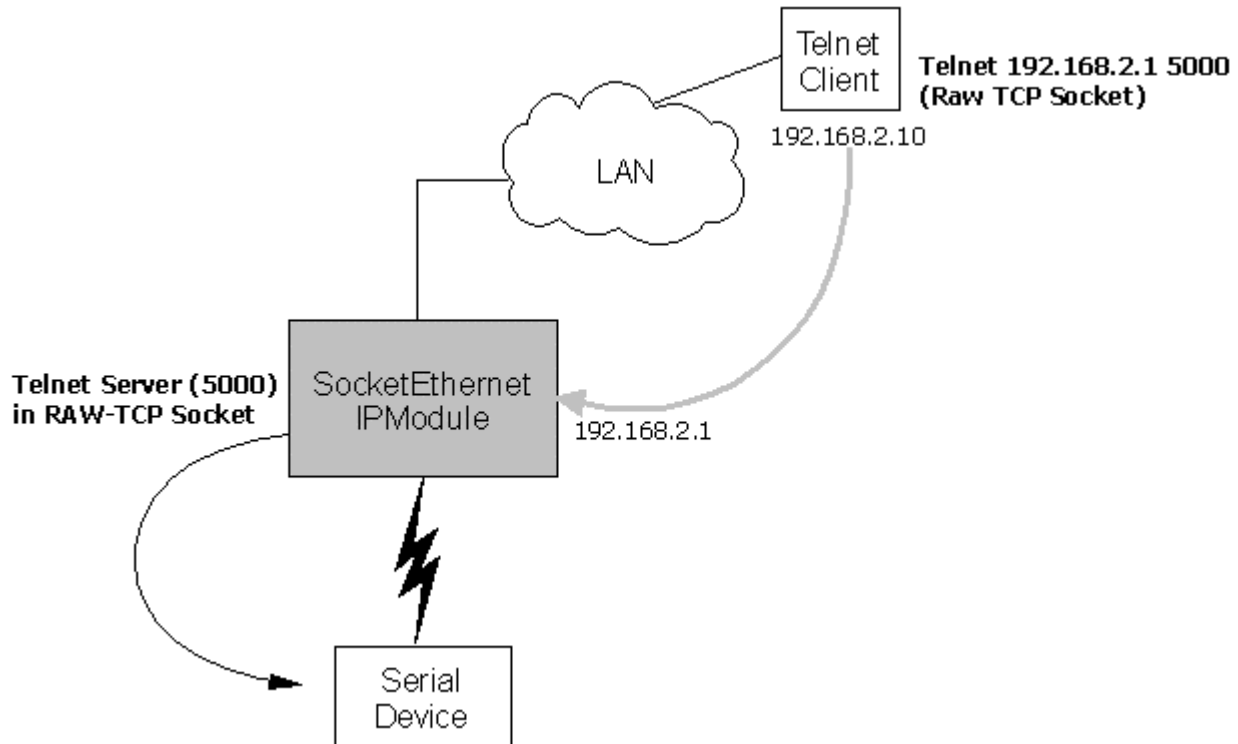 Telnet
Client
Telnet 192.168.2.1 5000
(Raw TCP Socket)
192.168.2.10
LAN
Telnet Server (5000)
in RAW-TCP Socket
SocketEthernet
IPModule
192.168.2.1
Serial
Device